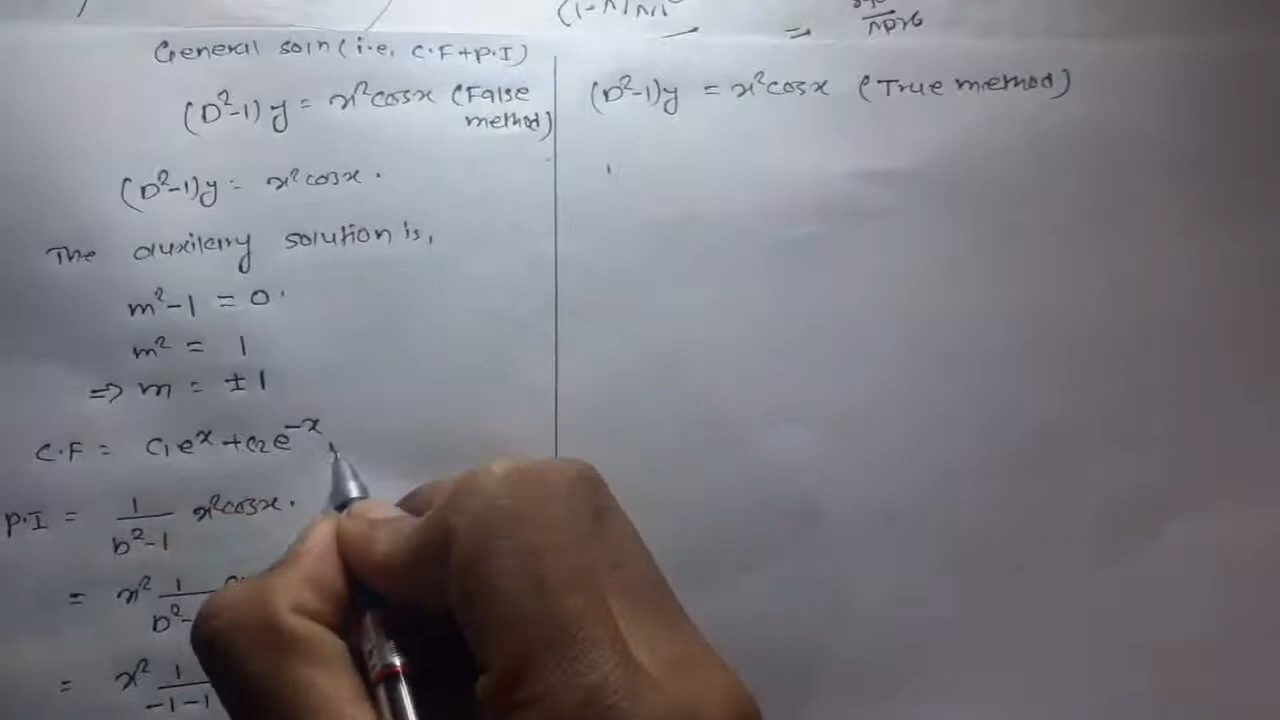 General soln (i.e, C.F+P.I)
(D²-1)y = x²cosx (False method)
(D²-1)y = x²cosx.
The auxilary solution is,
m²-1 = 0.
m² = 1
⇒ m = ±1
C.F = c₁eˣ+c₂e⁻ˣ
P.I = 1/(D²-1) x²cosx.
= x² 1/D²-
= x² 1/-1-1
(D²-1)y = x²cosx (True method)